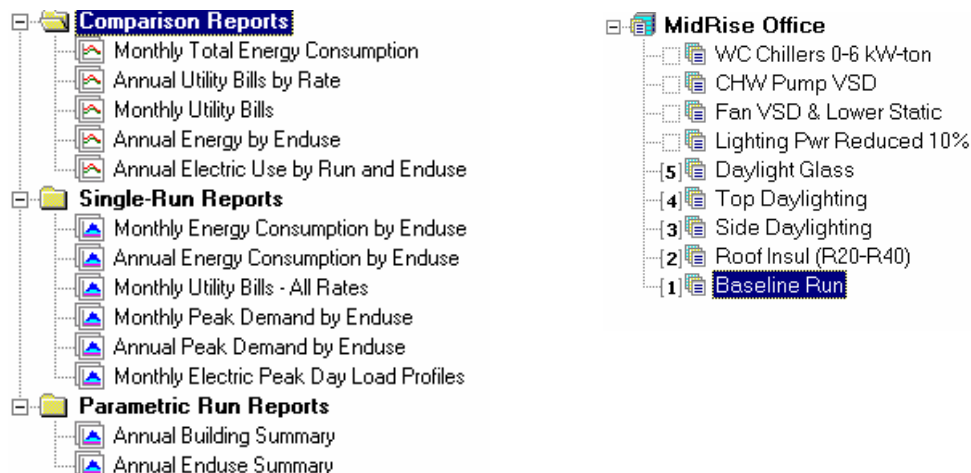 Comparison Reports
Monthly Total Energy Consumption
Annual Utility Bills by Rate
Monthly Utility Bills
Annual Energy by Enduse
Annual Electric Use by Run and Enduse
Single-Run Reports
Monthly Energy Consumption by Enduse
Annual Energy Consumption by Enduse
Monthly Utility Bills - All Rates
Monthly Peak Demand by Enduse
Annual Peak Demand by Enduse
Monthly Electric Peak Day Load Profiles
Parametric Run Reports
Annual Building Summary
Annual Enduse Summary
MidRise Office
WC Chillers 0-6 kW-ton
CHW Pump VSD
Fan VSD & Lower Static
Lighting Pwr Reduced 10%
[5] Daylight Glass
[4] Top Daylighting
[3] Side Daylighting
[2] Roof Insul (R20-R40)
[1] Baseline Run